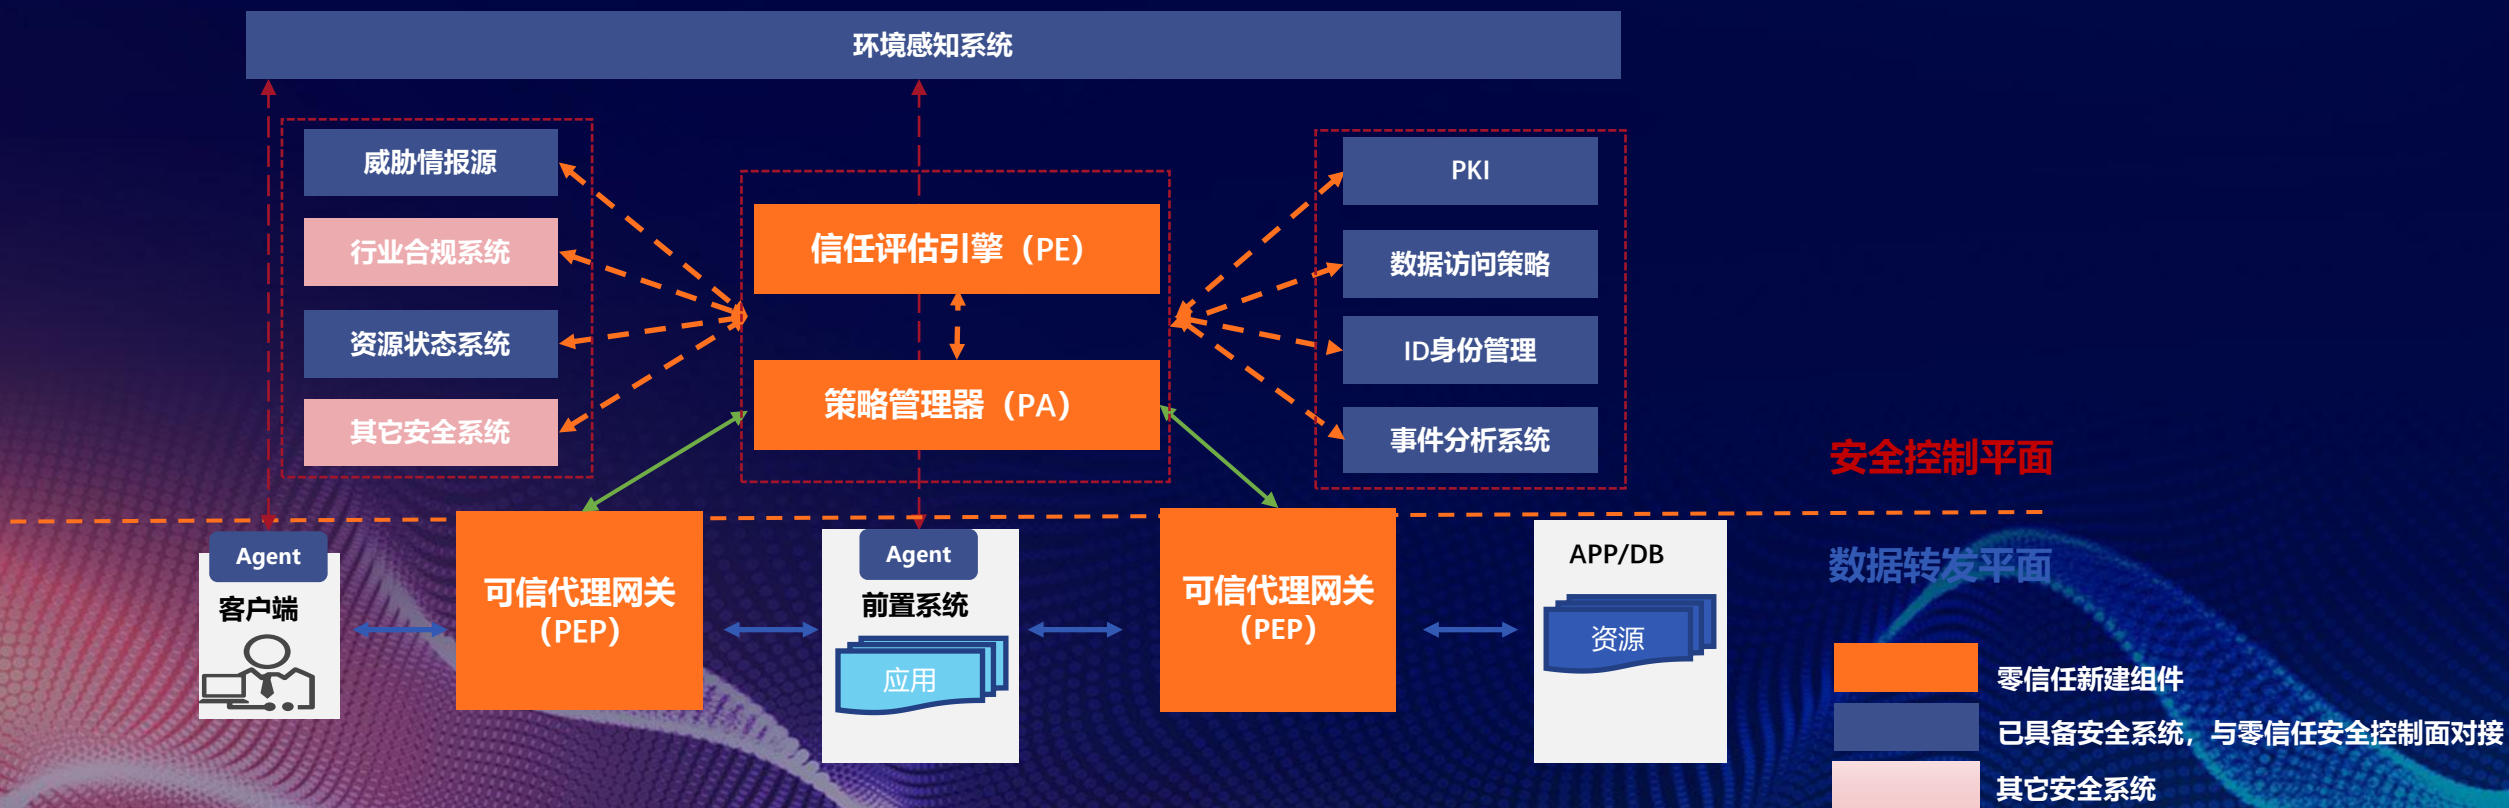 环境感知系统
威胁情报源
行业合规系统
资源状态系统
其它安全系统
信任评估引擎（PE）
策略管理器（PA）
PKI
数据访问策略
ID身份管理
事件分析系统
安全控制平面
数据转发平面
Agent
客户端
可信代理网关
（PEP）
Agent
前置系统
应用
可信代理网关
（PEP）
APP/DB
资源
零信任新建组件
已具备安全系统，与零信任安全控制面对接
其它安全系统